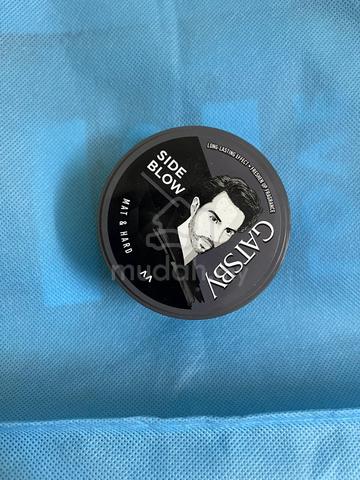 LONG-LASTING EFFECT • FRESHEN UP FRAGRANCE
SIDE
BLOW
GATSBY
MAT & HARD
mudah.my